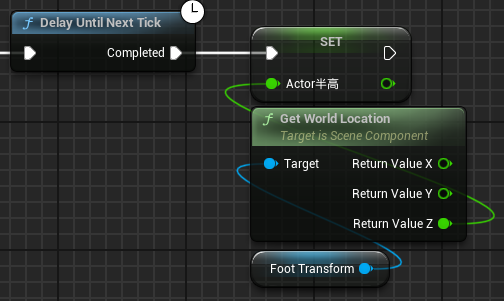 Delay Until Next Tick
Completed
SET
Actor半高
Get World Location
Target is Scene Component
Target
Return Value X
Return Value Y
Return Value Z
Foot Transform